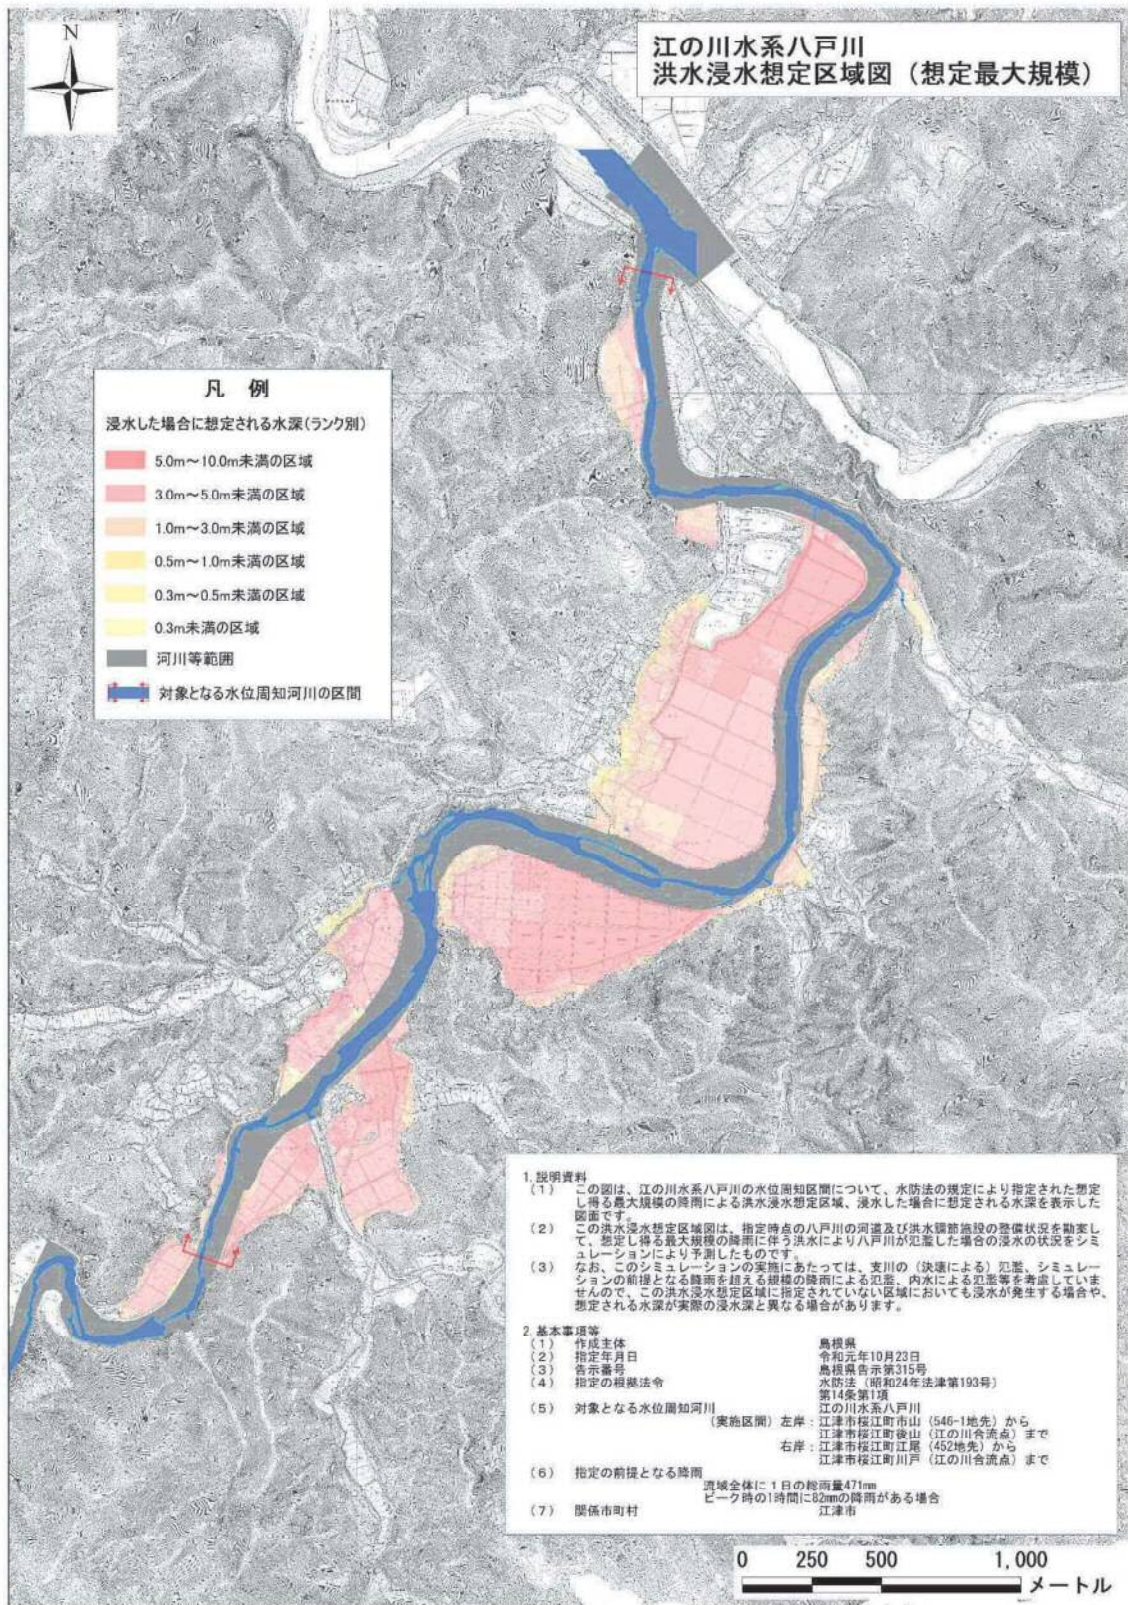 N
江の川水系八戸川
洪水浸水想定区域図（想定最大規模）
凡 例
浸水した場合に想定される水深(ランク別)
5.0m～10.0m未満の区域
3.0m～5.0m未満の区域
1.0m～3.0m未満の区域
0.5m～1.0m未満の区域
0.3m～0.5m未満の区域
0.3m未満の区域
河川等範囲
対象となる水位周知河川の区間
1.説明資料
（1） この図は、江の川水系八戸川の水位周知区間について、水防法の規定により指定された想定
し得る最大規模の降雨による洪水浸水想定区域、浸水した場合に想定される水深を表示した
図面です。
（2） この洪水浸水想定区域図は、指定時点の八戸川の河道及び洪水調節施設の整備状況を勘案し
て、想定し得る最大規模の降雨に伴う洪水により八戸川が氾濫した場合の浸水の状況をシミ
ュレーションにより予測したものです。
（3） なお、このシミュレーションの実施にあたっては、支川の（決壊による）氾濫、シミュレー
ションの前提となる降雨を超える規模の降雨による氾濫、内水による氾濫等を考慮していま
せんので、この洪水浸水想定区域に指定されていない区域においても浸水が発生する場合や、
想定される水深が実際の浸水深と異なる場合があります。
2.基本事項等
（1） 作成主体 島根県
（2） 指定年月日 令和元年10月23日
（3） 告示番号 島根県告示第315号
（4） 指定の根拠法令 水防法（昭和24年法津第193号）
第14条第1項
（5） 対象となる水位周知河川 江の川水系八戸川
（実施区間）左岸：江津市桜江町市山（546-1地先）から
江津市桜江町後山（江の川合流点）まで
右岸：江津市桜江町江尾（452地先）から
江津市桜江町川戸（江の川合流点）まで
（6） 指定の前提となる降雨
流域全体に1日の総雨量471mm
ピーク時の1時間に82mmの降雨がある場合
（7） 関係市町村 江津市
0 250 500 1,000
メートル